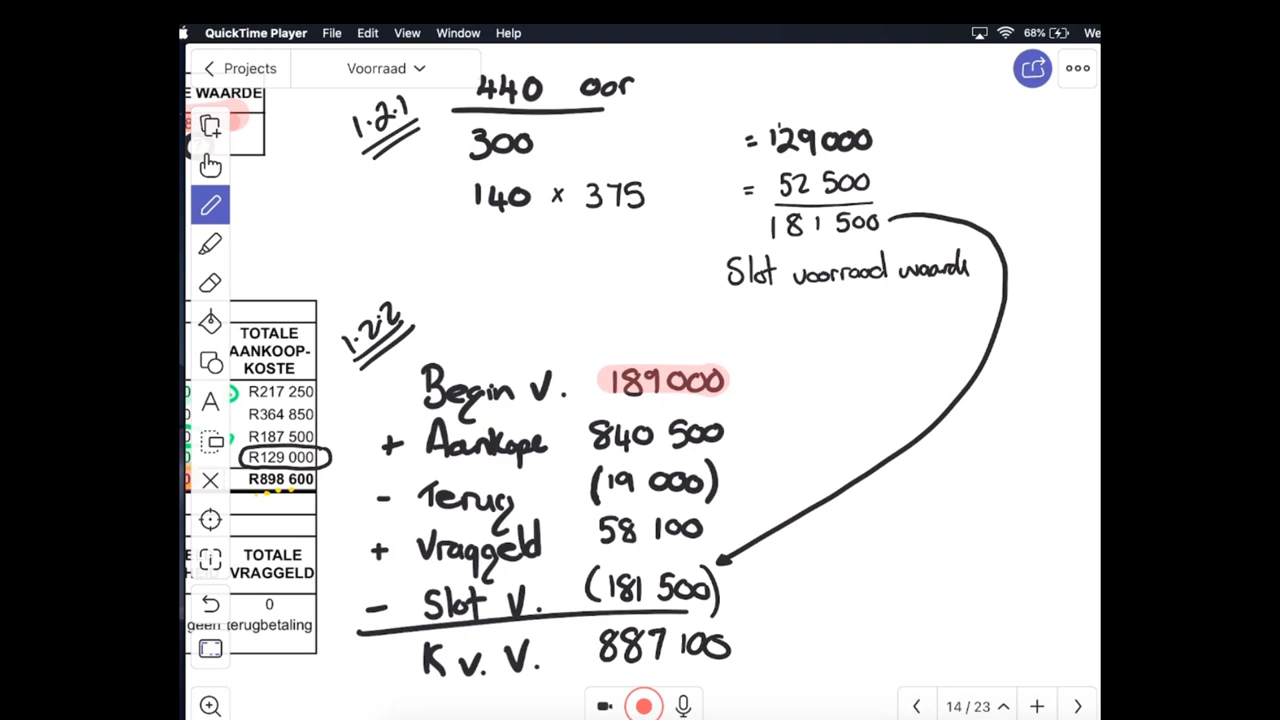 QuickTime Player File Edit View Window Help 68% We
Projects Voorraad
E WAARDE
440 oor
1.2.1
300
= 129 000
140 x 375
= 52 500
181 500
Slot voorraad waarde
1.2.2
TOTALE
AANKOOP-
KOSTE
R217 250
R364 850
R187 500
R129 000
R898 600
TOTALE
VRAGGELD
0
geen terugbetaling
Begin V. 189 000
+ Aankope 840 500
- Terug (19 000)
+ Vraggeld 58 100
- Slot V. (181 500)
K v. V. 887 100
14 / 23